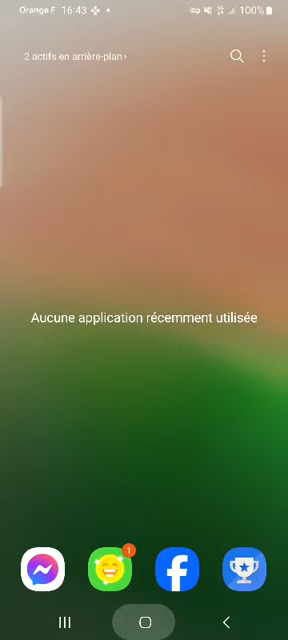 Orange F 16:43 100%
2 actifs en arrière-plan›
Aucune application récemment utilisée
1